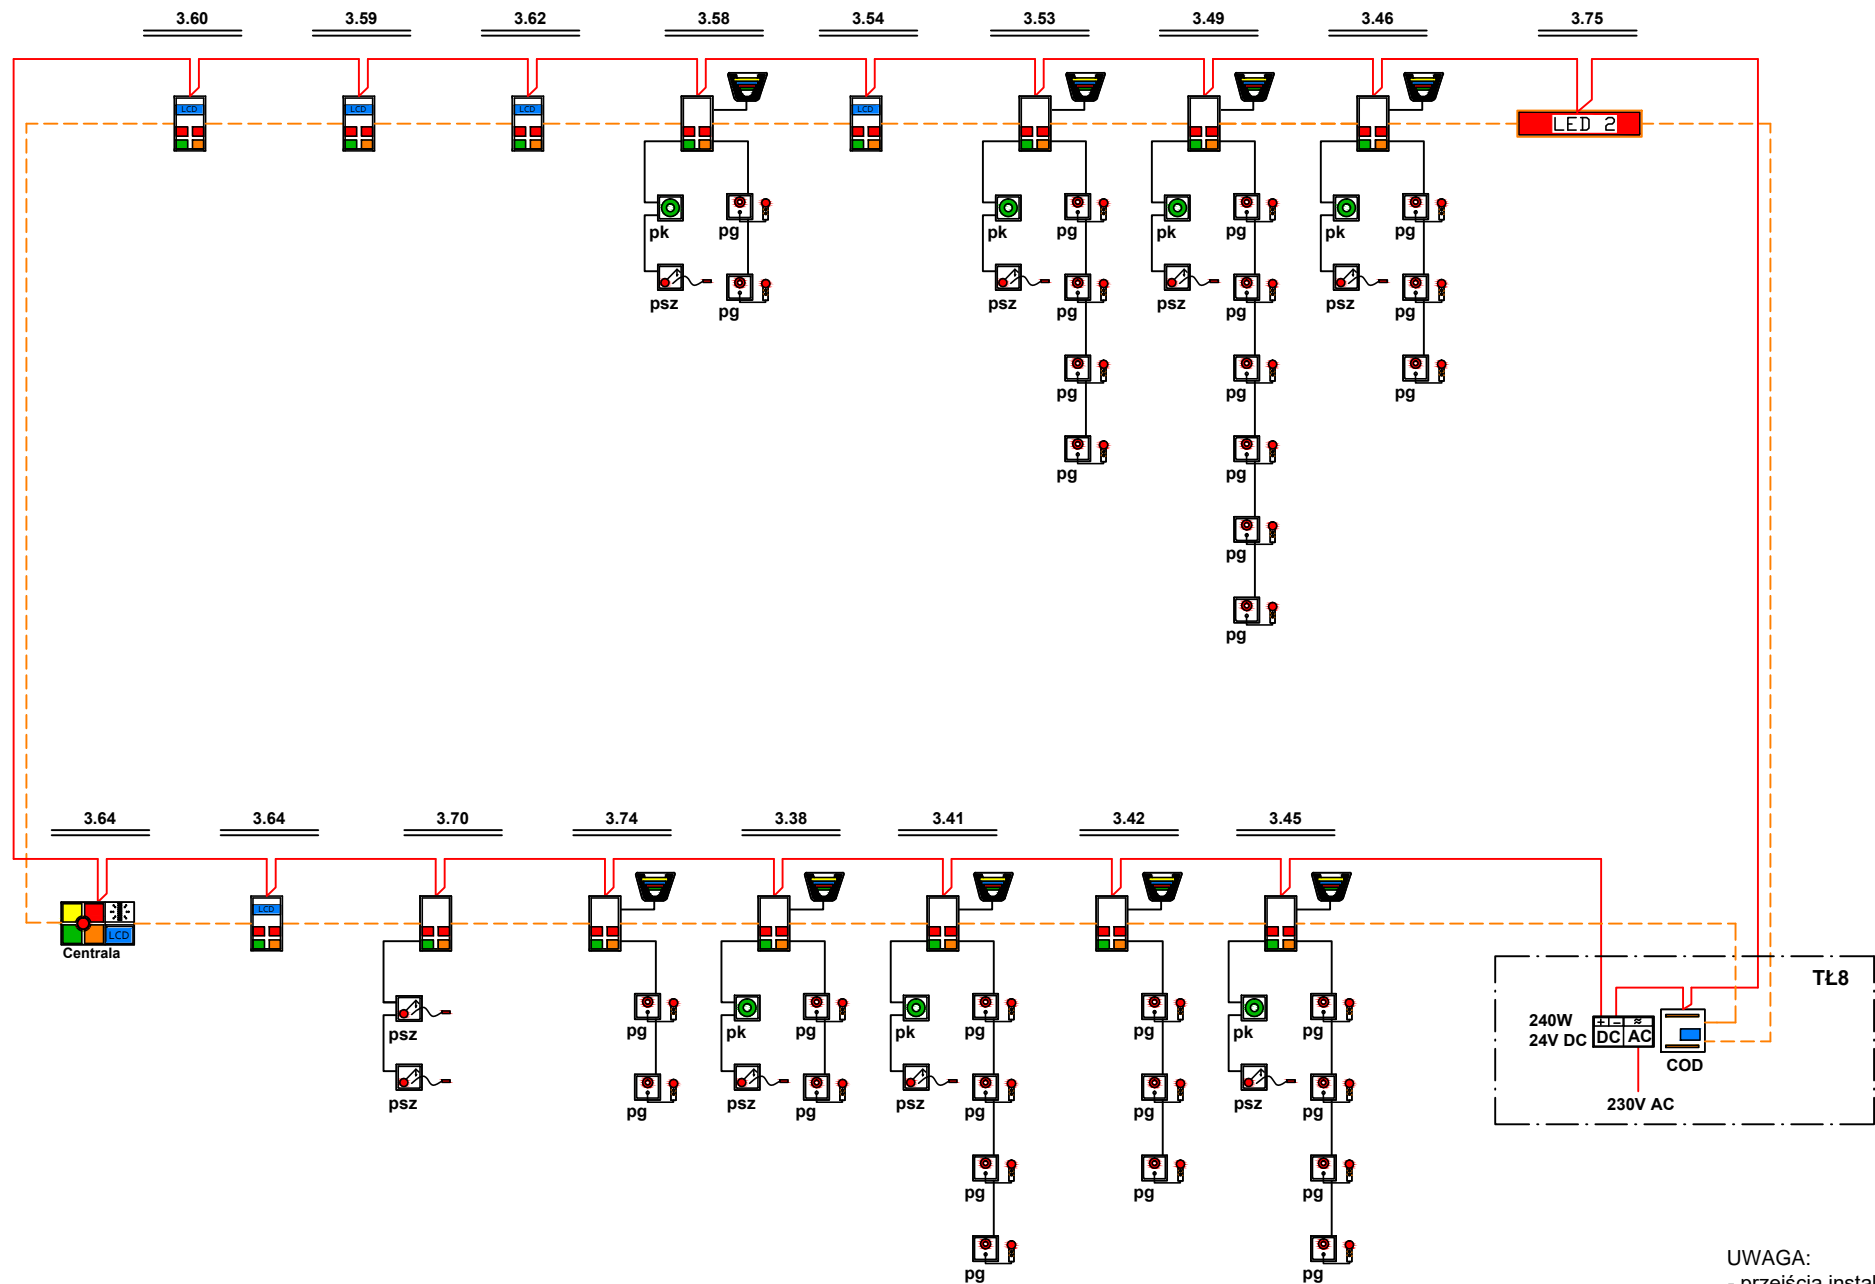 3.60 3.59 3.62 3.58 3.54 3.53 3.49 3.46 3.75
LCD LCD LCD LCD
LED 2
pk pg pk pg pk pg pk pg
psz pg psz pg psz pg psz pg
pg pg pg
pg pg
pg
pg
3.64 3.64 3.70 3.74 3.38 3.41 3.42 3.45
LCD
LCD
Centrala
TŁ8
psz pg pk pg pk pg pg pk pg
psz pg psz pg psz pg pg psz pg
pg pg pg
pg pg
240W
24V DC
+ − ≈
DC AC
COD
230V AC
UWAGA:
- przejścia instal